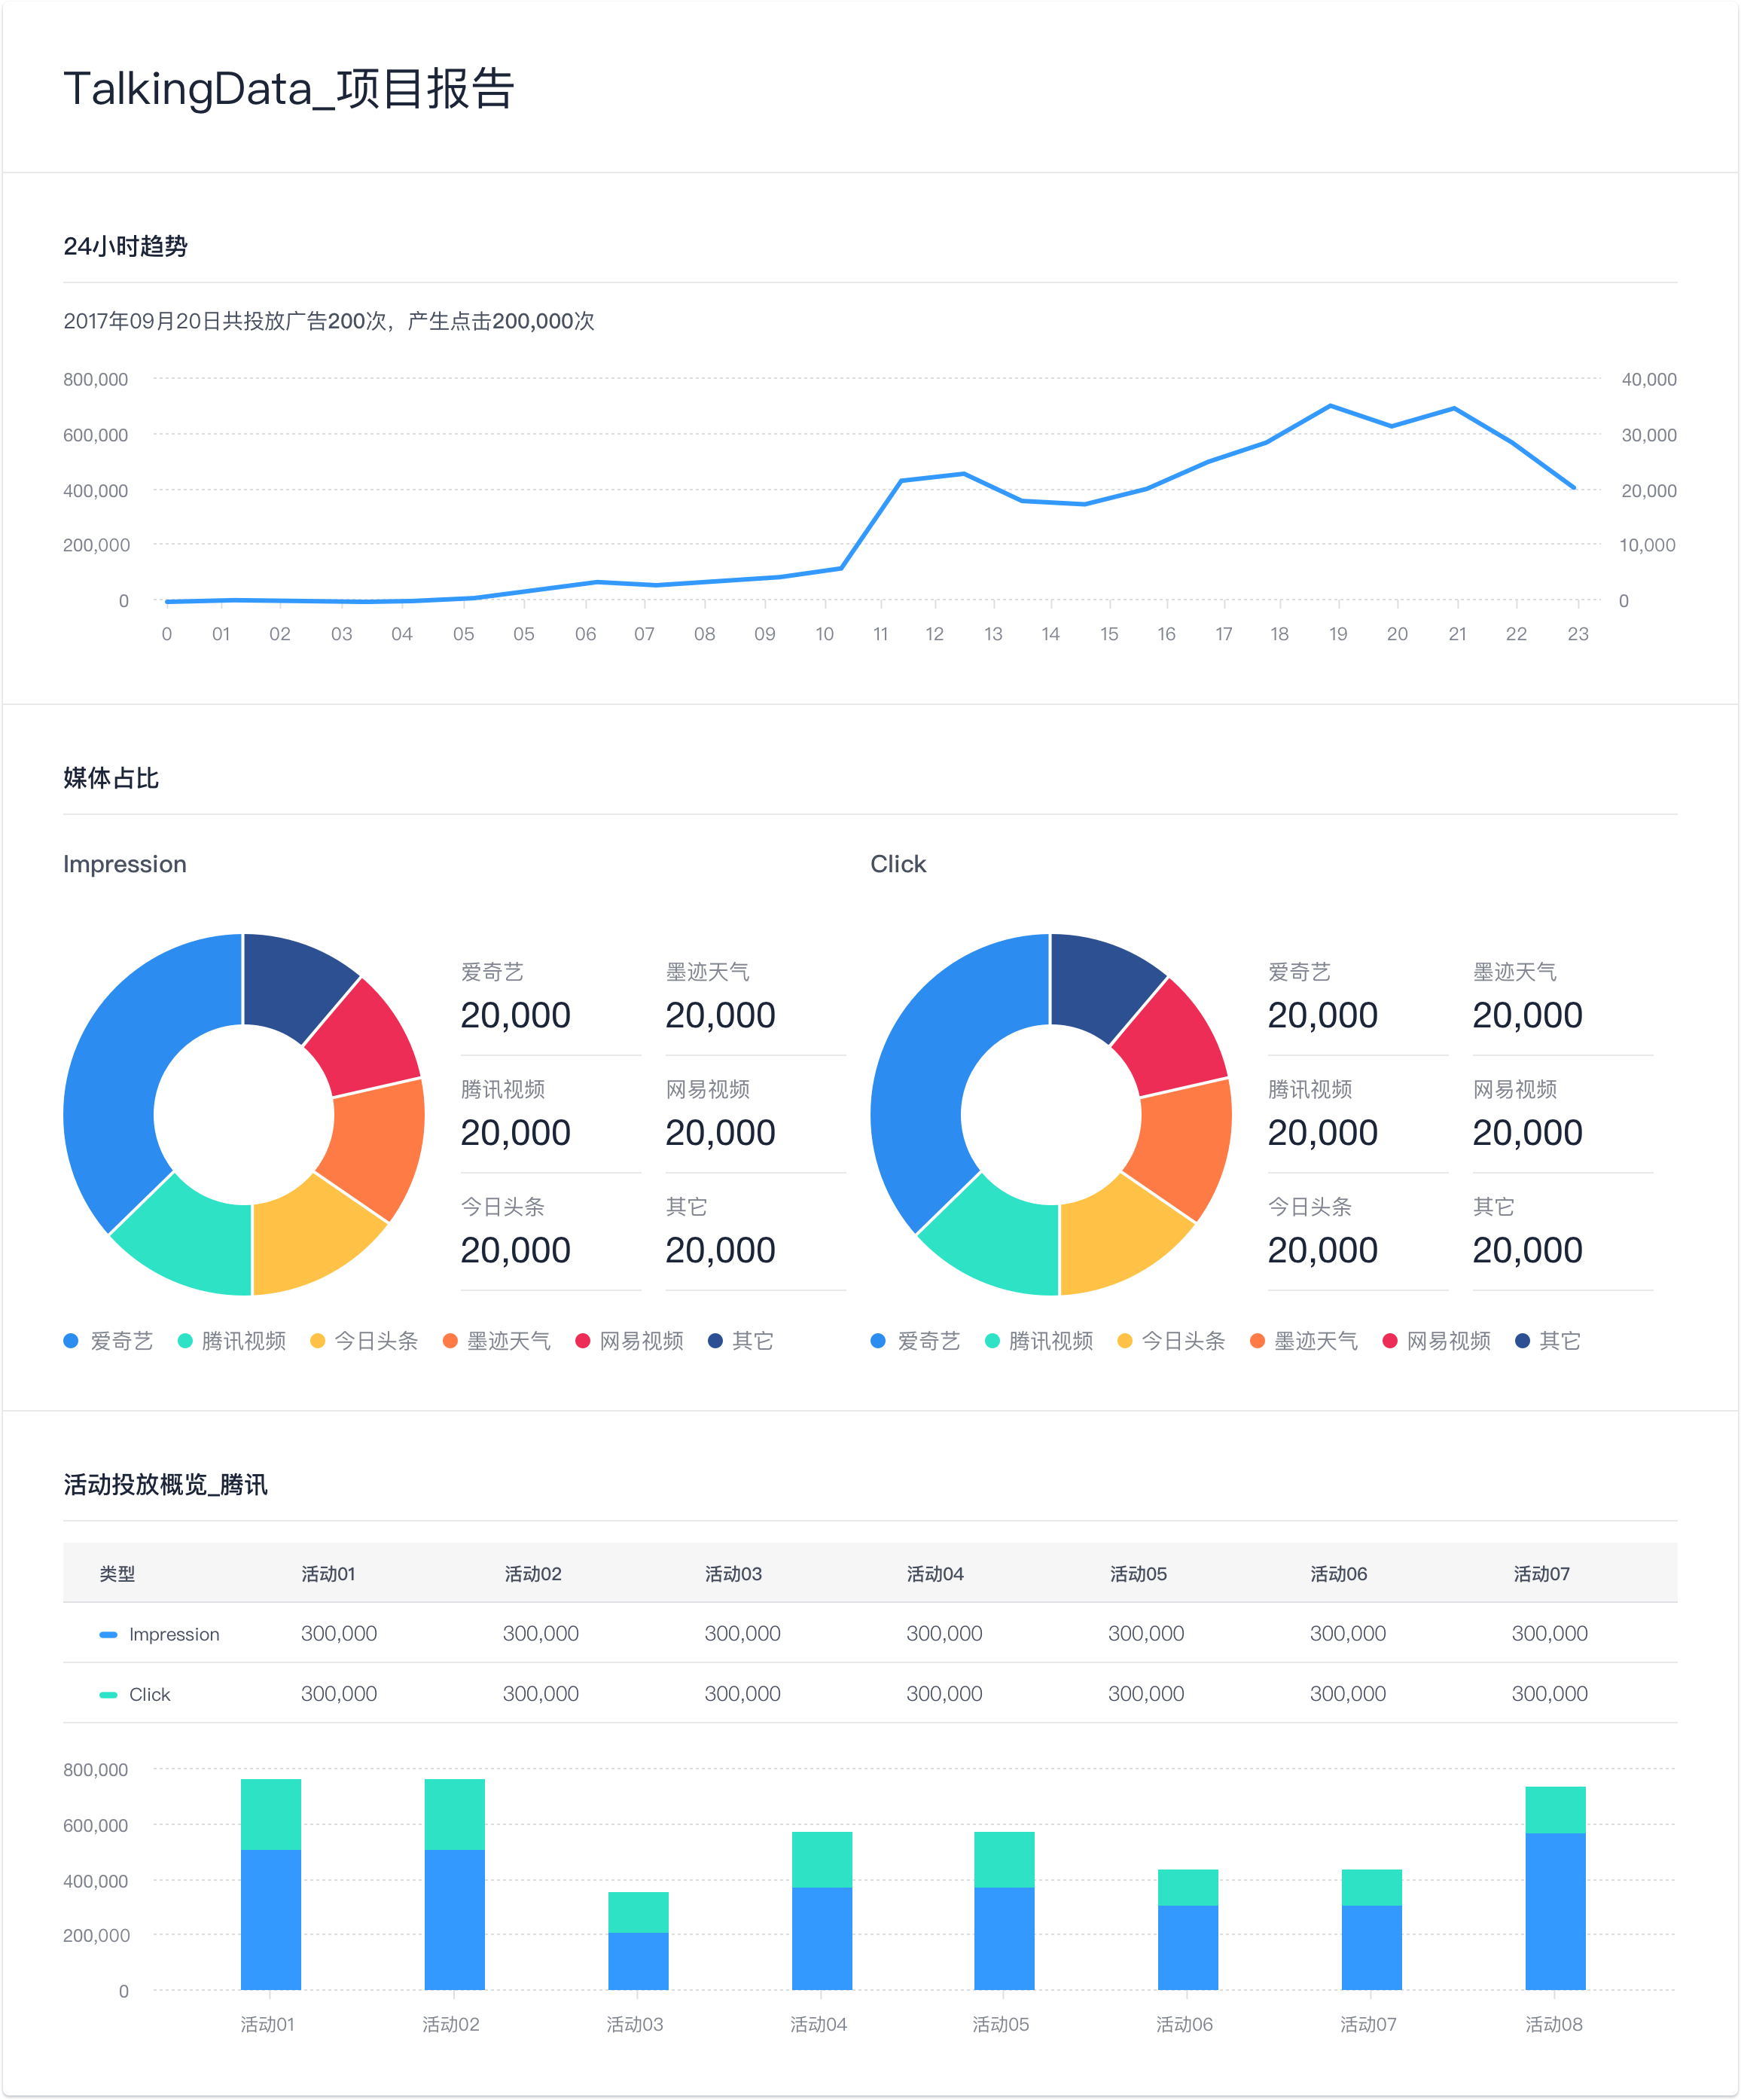 TalkingData_项目报告
24小时趋势
2017年09月20日共投放广告200次，产生点击200,000次
800,000 40,000
600,000 30,000
400,000 20,000
200,000 10,000
0 0
0 01 02 03 04 05 05 06 07 08 09 10 11 12 13 14 15 16 17 18 19 20 21 22 23
媒体占比
Impression
爱奇艺 墨迹天气
20,000 20,000
腾讯视频 网易视频
20,000 20,000
今日头条 其它
20,000 20,000
爱奇艺 腾讯视频 今日头条 墨迹天气 网易视频 其它
Click
爱奇艺 墨迹天气
20,000 20,000
腾讯视频 网易视频
20,000 20,000
今日头条 其它
20,000 20,000
爱奇艺 腾讯视频 今日头条 墨迹天气 网易视频 其它
活动投放概览_腾讯
类型 活动01 活动02 活动03 活动04 活动05 活动06 活动07
Impression 300,000 300,000 300,000 300,000 300,000 300,000 300,000
Click 300,000 300,000 300,000 300,000 300,000 300,000 300,000
800,000
600,000
400,000
200,000
0
活动01 活动02 活动03 活动04 活动05 活动06 活动07 活动08